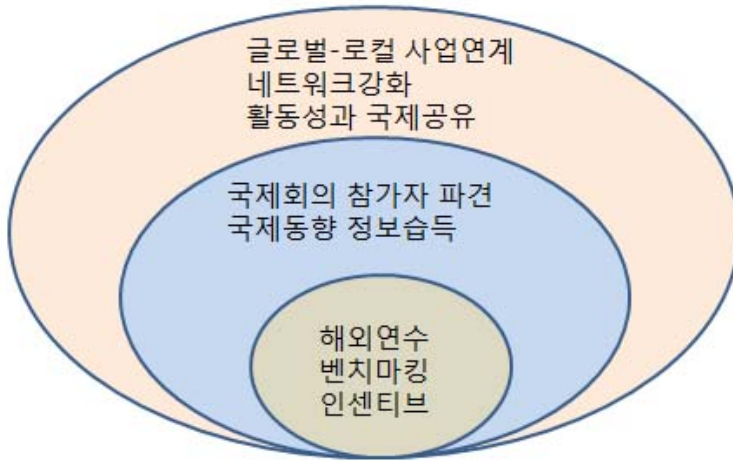 글로벌-로컬 사업연계
네트워크강화
활동성과 국제공유
국제회의 참가자 파견
국제동향 정보습득
해외연수
벤치마킹
인센티브